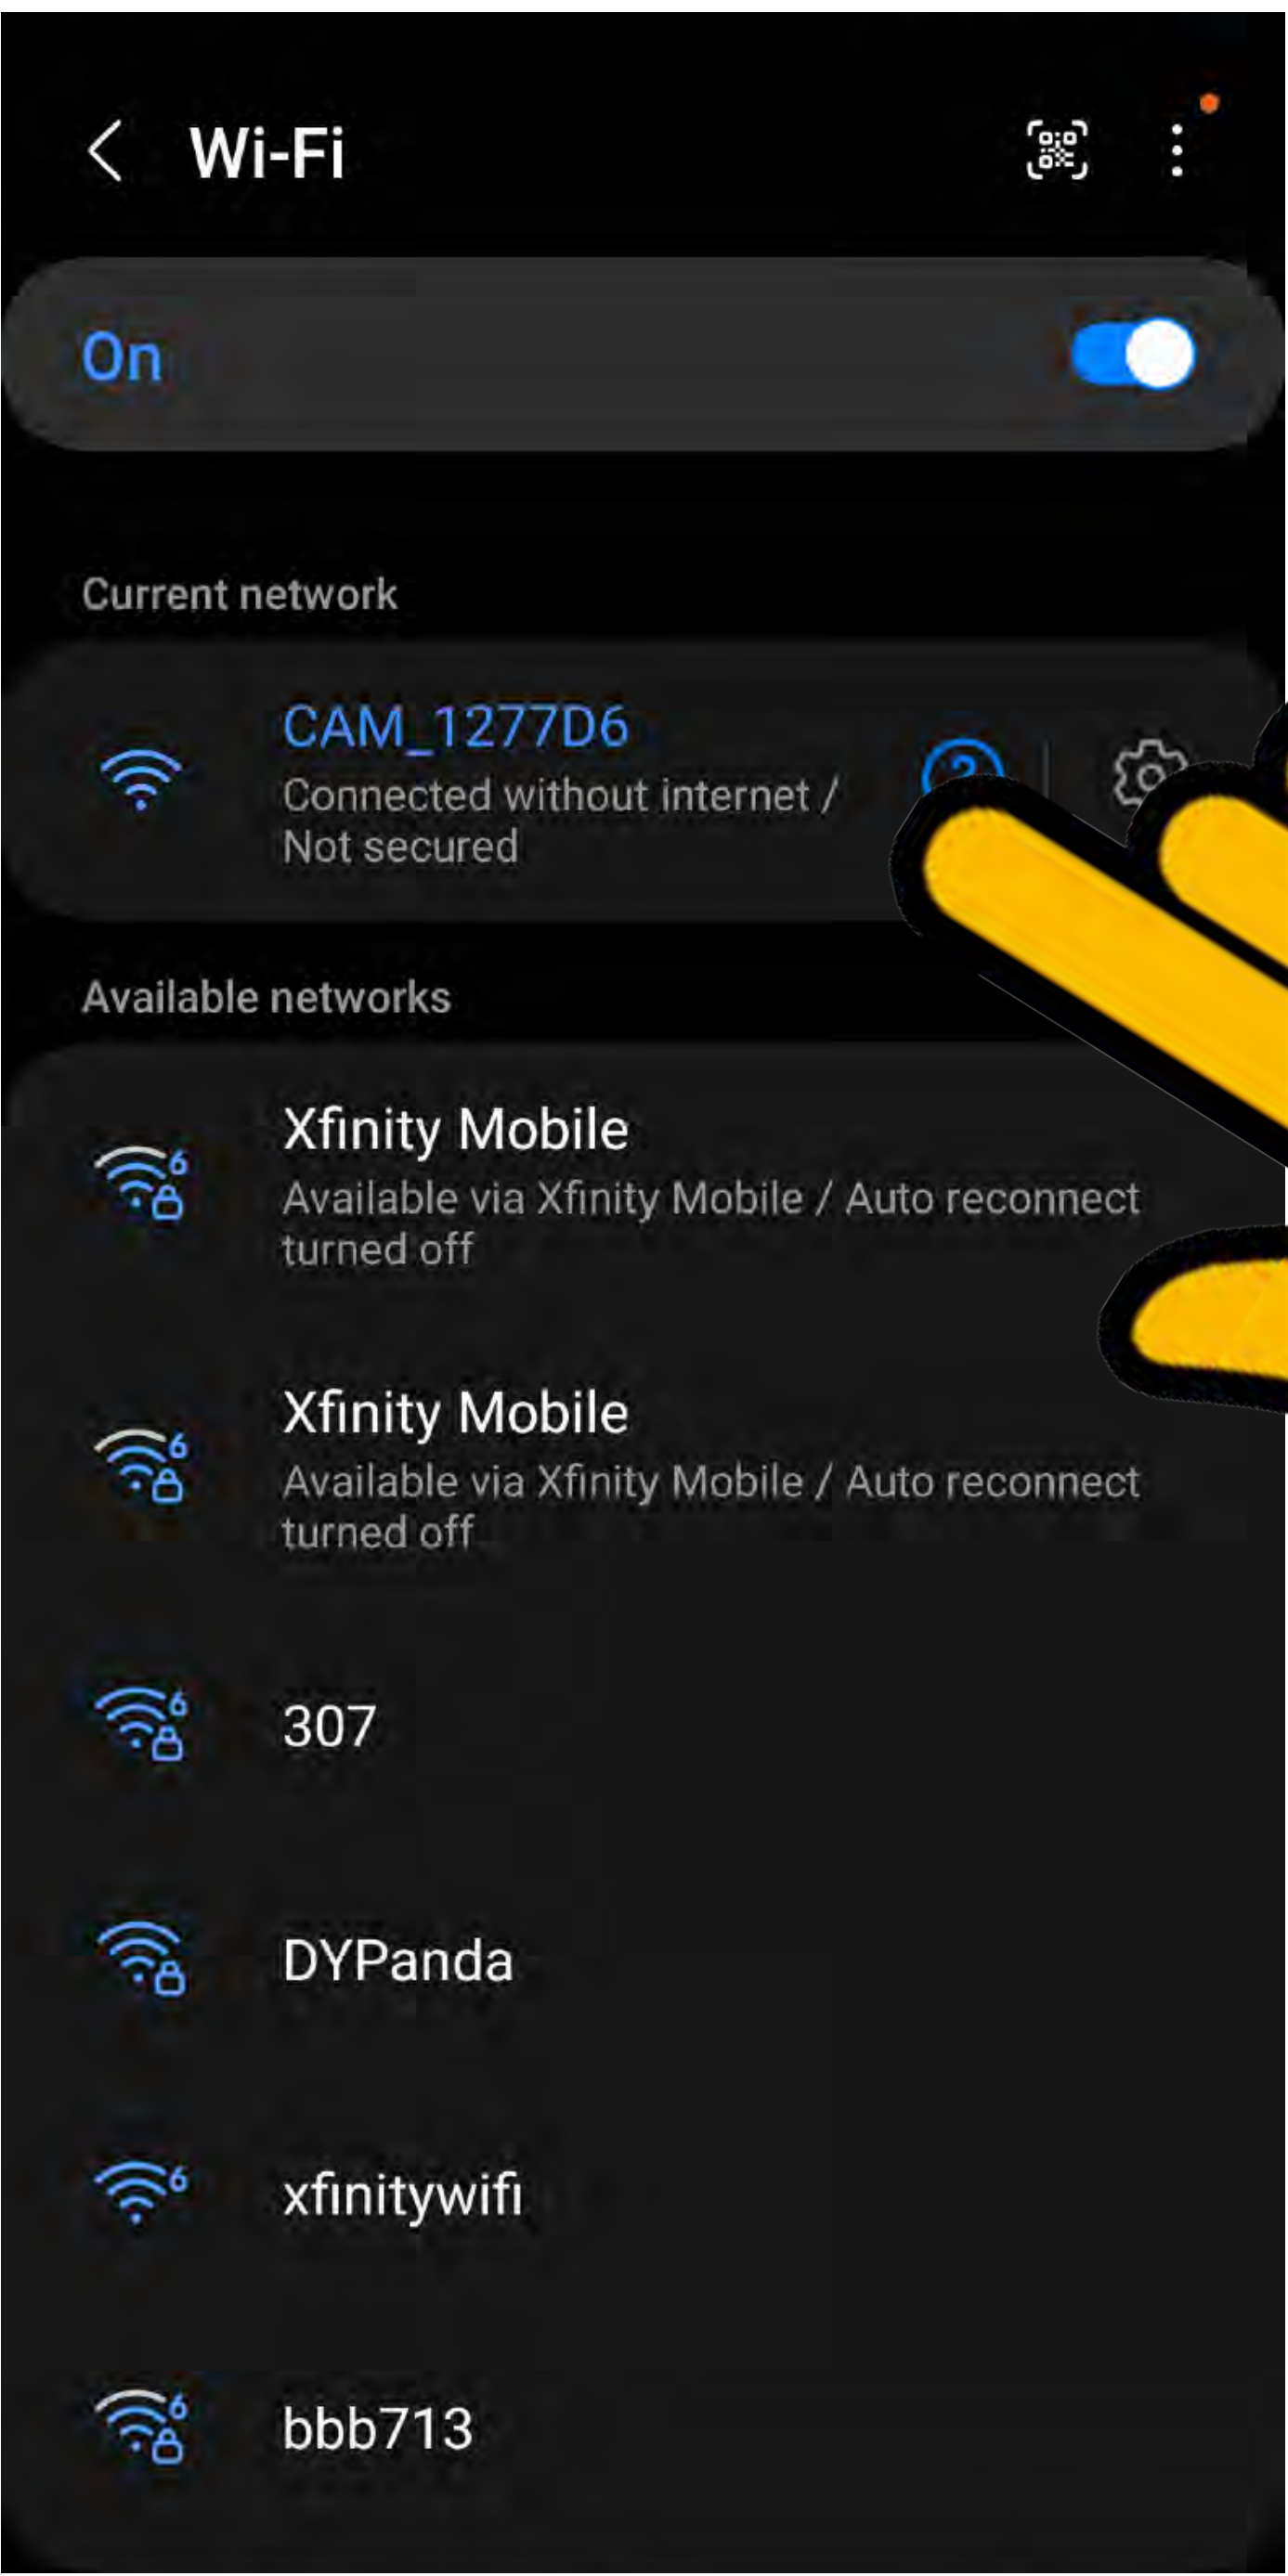 Wi-Fi
On
Current network
CAM_1277D6
Connected without internet /
Not secured
Available networks
Xfinity Mobile
Available via Xfinity Mobile / Auto reconnect
turned off
Xfinity Mobile
Available via Xfinity Mobile / Auto reconnect
turned off
307
DYPanda
xfinitywifi
bbb713